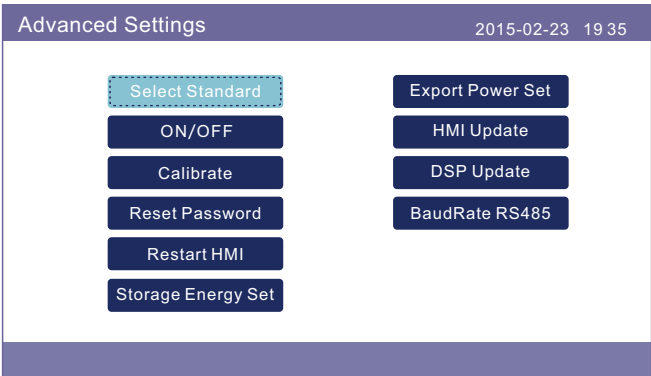 Advanced Settings
2015-02-23 19 35
Select Standard
ON/OFF
Calibrate
Reset Password
Restart HMI
Storage Energy Set
Export Power Set
HMI Update
DSP Update
BaudRate RS485